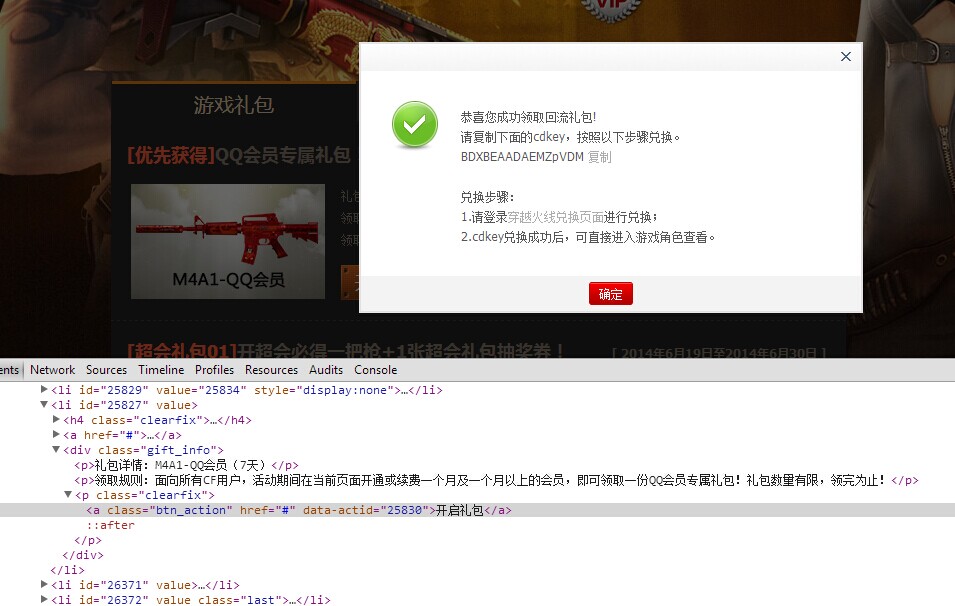 VIP
游戏礼包
[优先获得]QQ会员专属礼包
礼包
领取
领取
M4A1-QQ会员
恭喜您成功领取回流礼包!
请复制下面的cdkey，按照以下步骤兑换。
BDXBEAADAEMZpVDM 复制
兑换步骤:
1.请登录穿越火线兑换页面进行兑换；
2.cdkey兑换成功后，可直接进入游戏角色查看。
确定
[超会礼包01]开超会必得一把枪+1张超会礼包抽奖券！ [ 2014年6月19日至2014年6月30日 ]
ents Network Sources Timeline Profiles Resources Audits Console
<li id="25829" value="25834" style="display:none">…</li>
<li id="25827" value>
<h4 class="clearfix">…</h4>
<a href="#">…</a>
<div class="gift_info">
<p>礼包详情：M4A1-QQ会员（7天）</p>
<p>领取规则：面向所有CF用户，活动期间在当前页面开通或续费一个月及一个月以上的会员，即可领取一份QQ会员专属礼包！礼包数量有限，领完为止！</p>
<p class="clearfix">
<a class="btn_action" href="#" data-actid="25830">开启礼包</a>
::after
</p>
</div>
</li>
<li id="26371" value>…</li>
<li id="26372" value class="last">…</li>